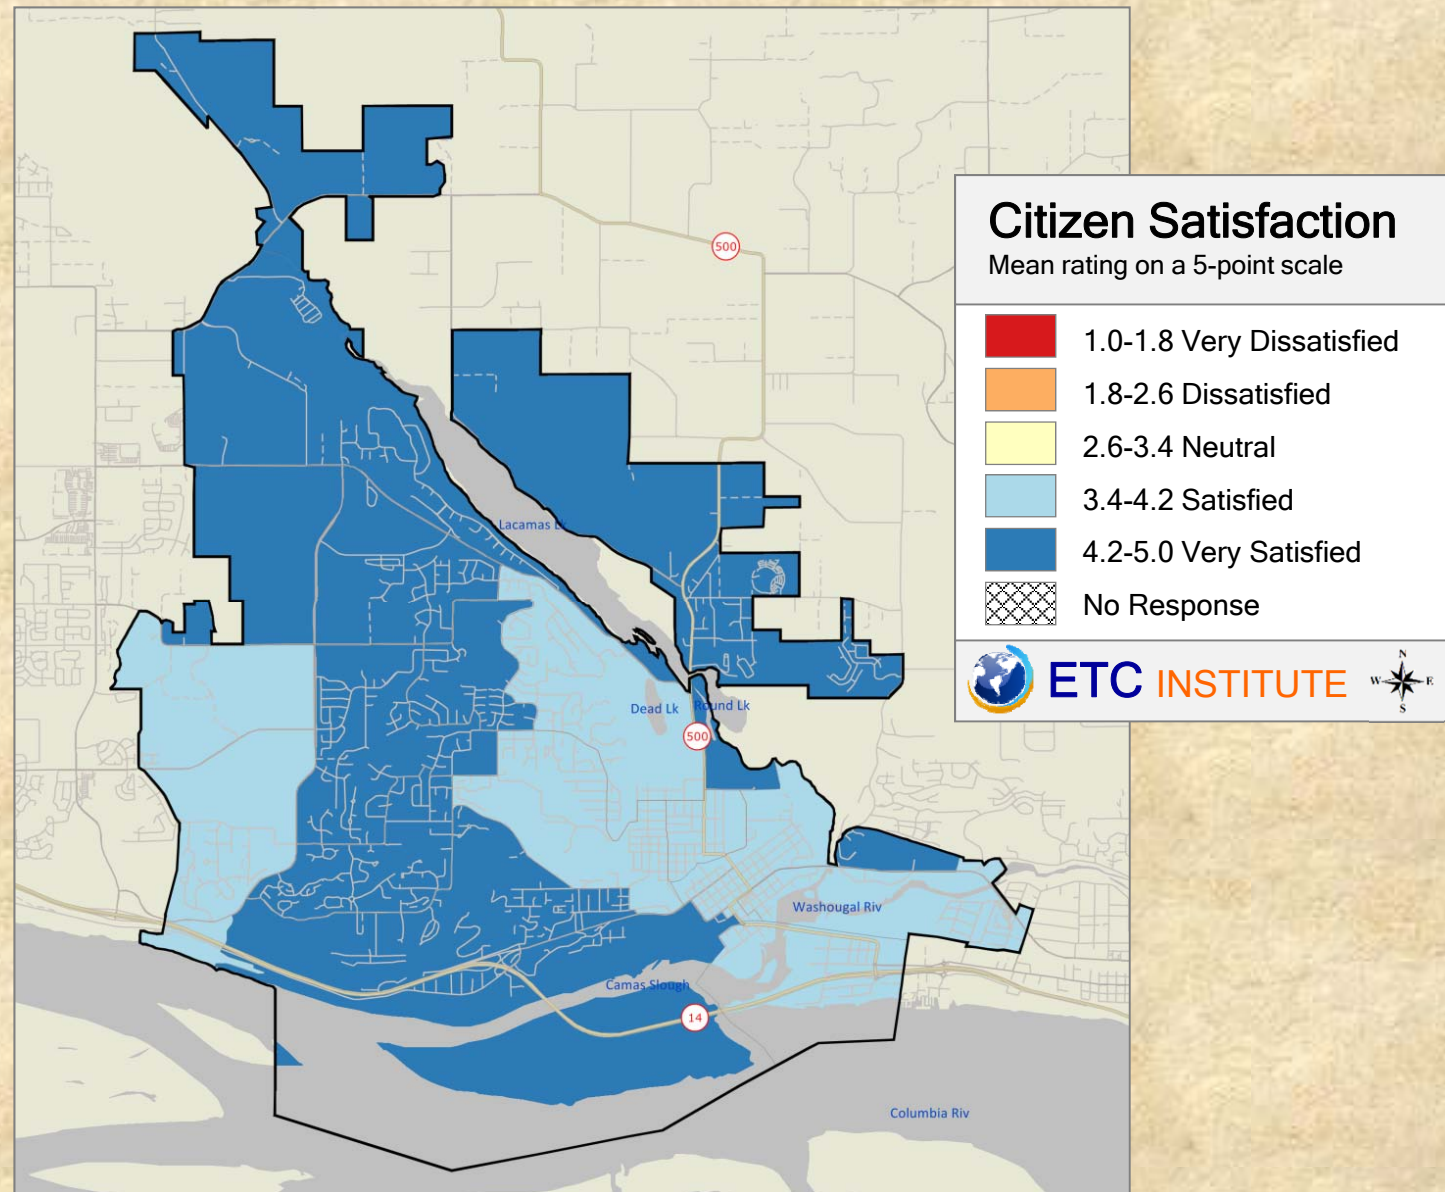 500
Citizen Satisfaction
Mean rating on a 5-point scale
1.0-1.8 Very Dissatisfied
1.8-2.6 Dissatisfied
2.6-3.4 Neutral
3.4-4.2 Satisfied
4.2-5.0 Very Satisfied
No Response
ETC INSTITUTE
N
W E
S
Lacamas Lk
Dead Lk
Round Lk
500
Washougal Riv
Camas Slough
14
Columbia Riv